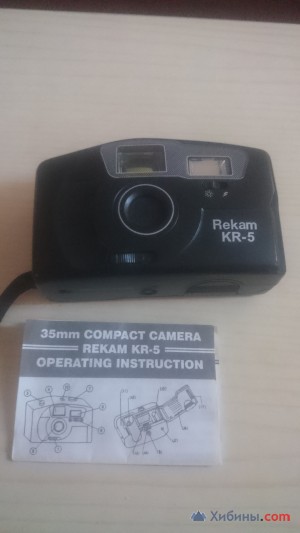 Rekam
KR-5
35mm COMPACT CAMERA
REKAM KR-5
OPERATING INSTRUCTION
Хибины.com